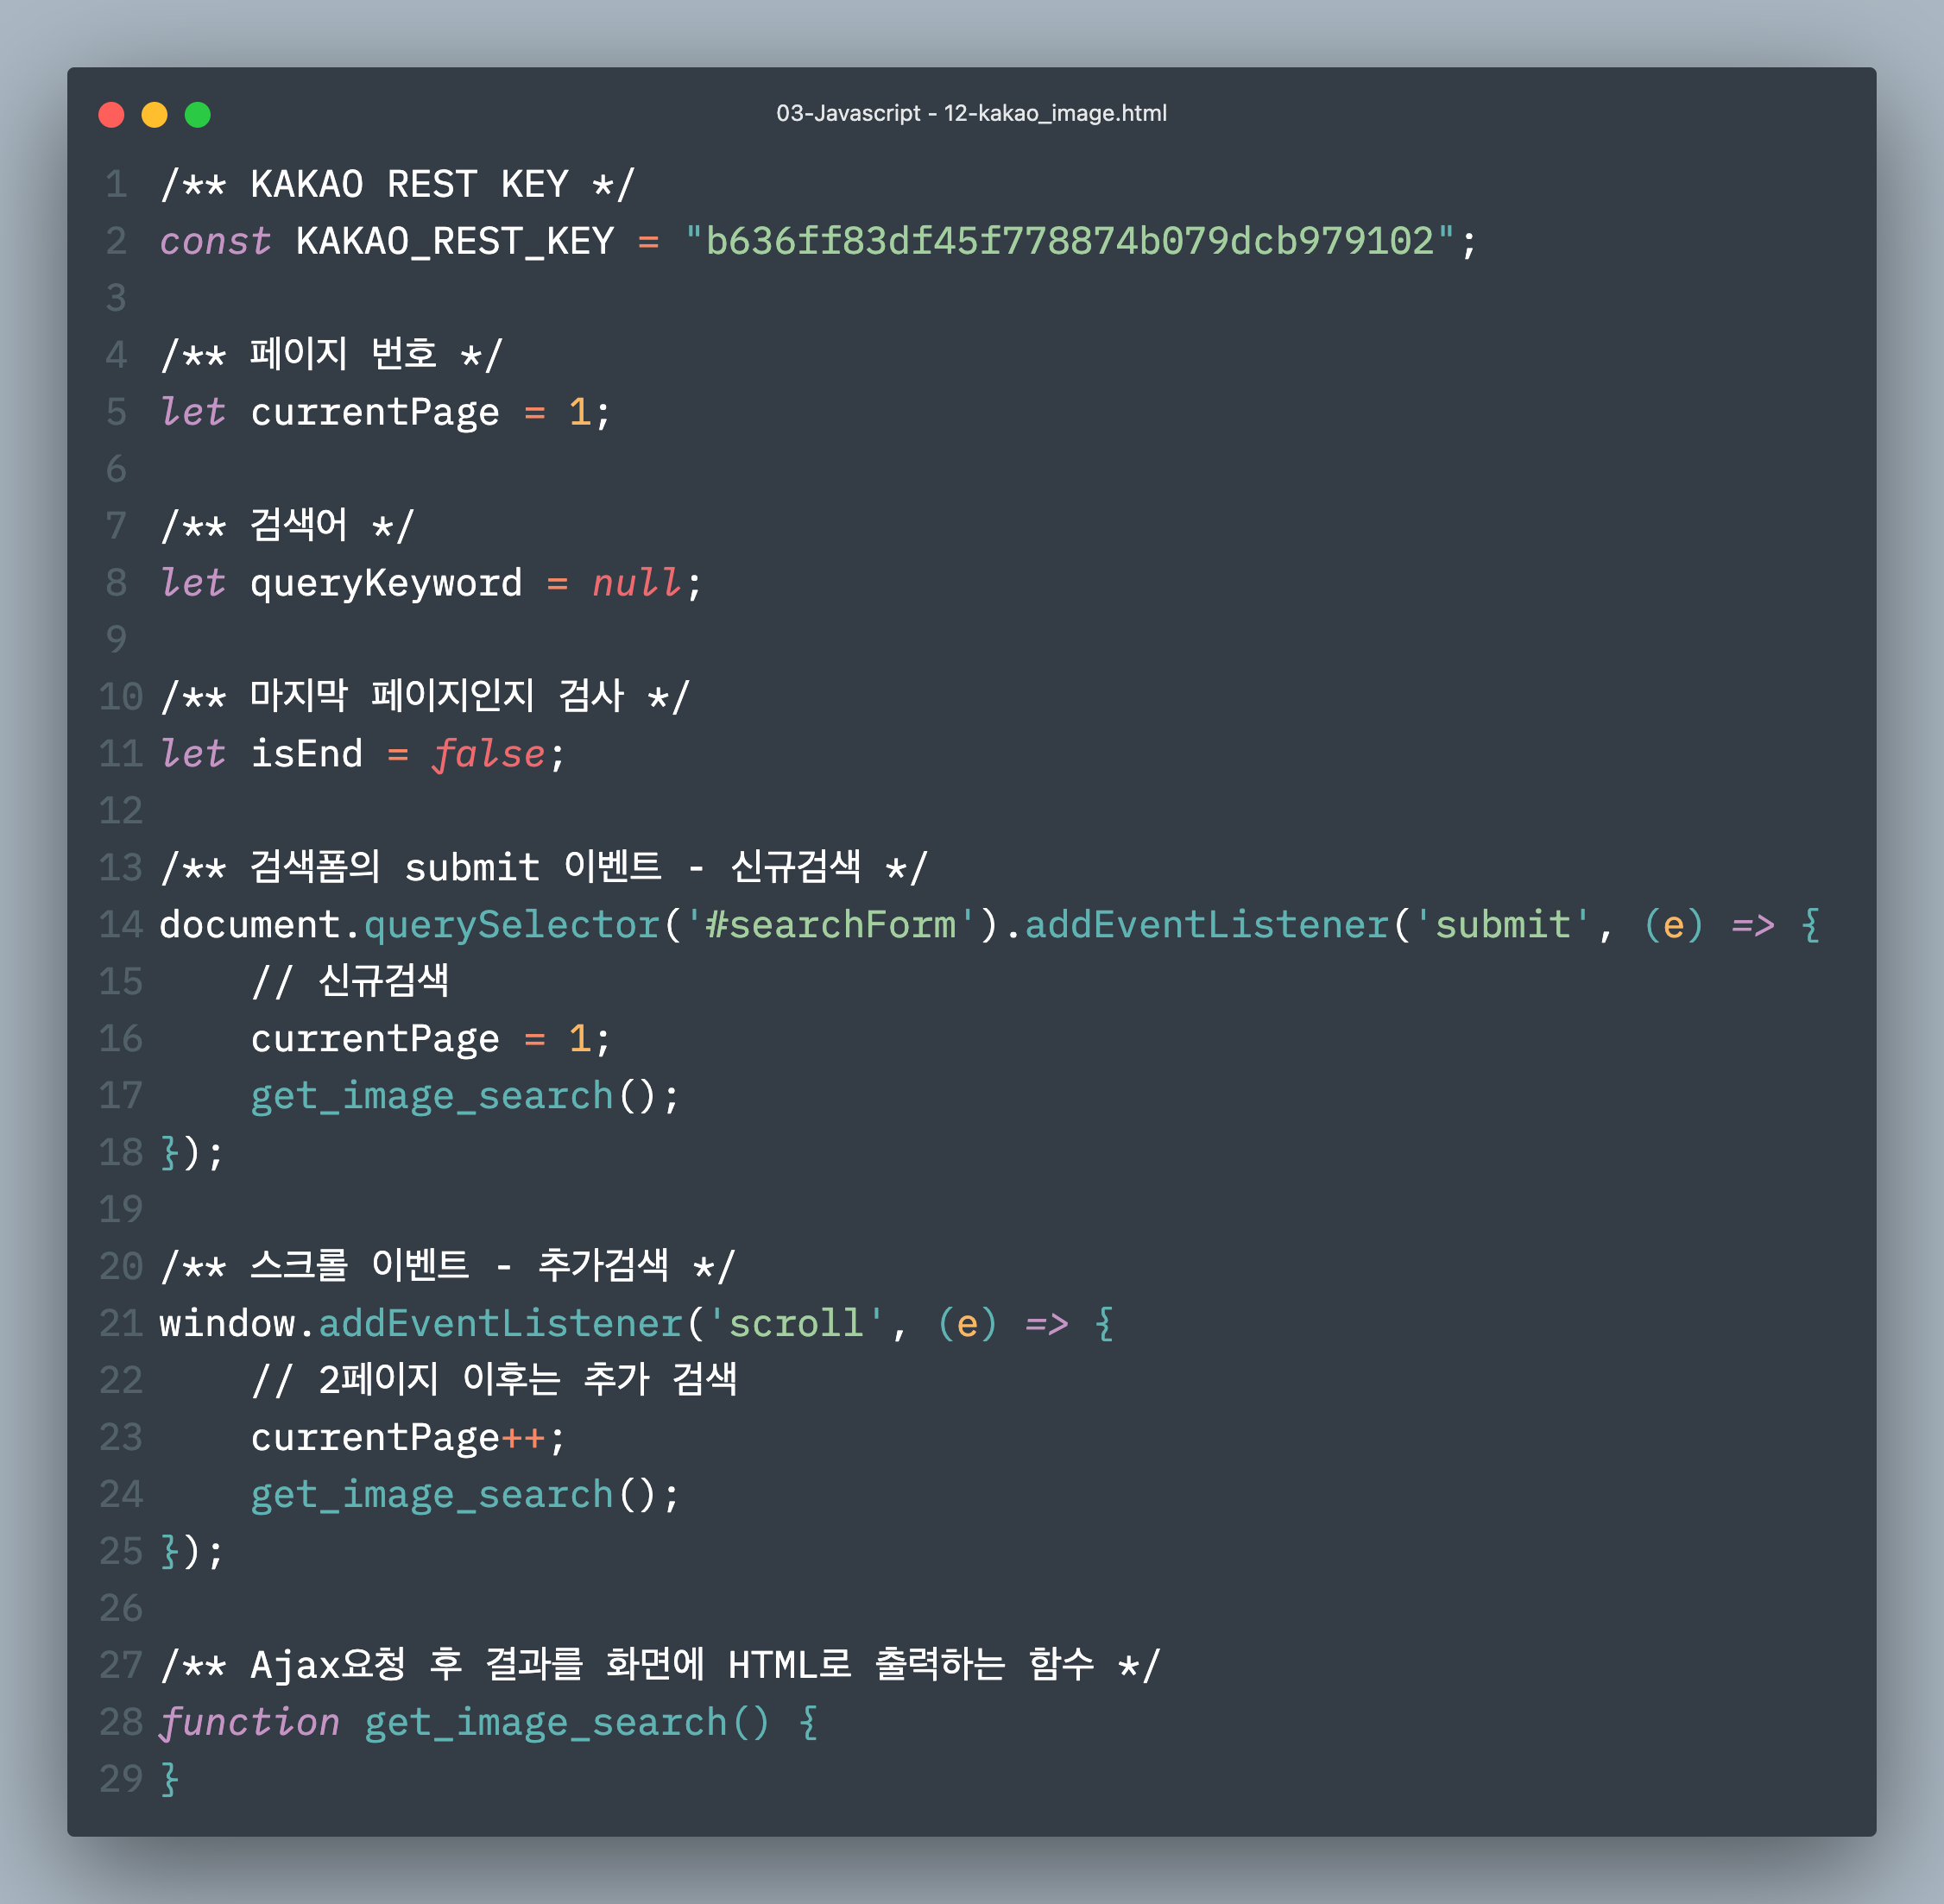 03-Javascript - 12-kakao_image.html
1 /** KAKAO REST KEY */
2 const KAKAO_REST_KEY = "b636ff83df45f778874b079dcb979102";
3
4 /** 페이지 번호 */
5 let currentPage = 1;
6
7 /** 검색어 */
8 let queryKeyword = null;
9
10 /** 마지막 페이지인지 검사 */
11 let isEnd = false;
12
13 /** 검색폼의 submit 이벤트 - 신규검색 */
14 document.querySelector('#searchForm').addEventListener('submit', (e) => {
15     // 신규검색
16     currentPage = 1;
17     get_image_search();
18 });
19
20 /** 스크롤 이벤트 - 추가검색 */
21 window.addEventListener('scroll', (e) => {
22     // 2페이지 이후는 추가 검색
23     currentPage++;
24     get_image_search();
25 });
26
27 /** Ajax요청 후 결과를 화면에 HTML로 출력하는 함수 */
28 function get_image_search() {
29 }